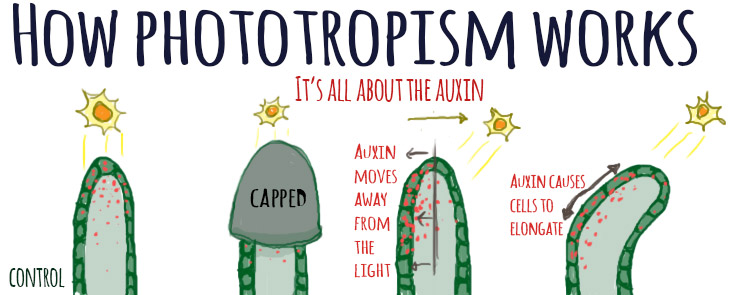 How phototropism works
It's all about the auxin
control
CAPPED
Auxin
moves
away
from
the
light
Auxin causes
cells to
elongate